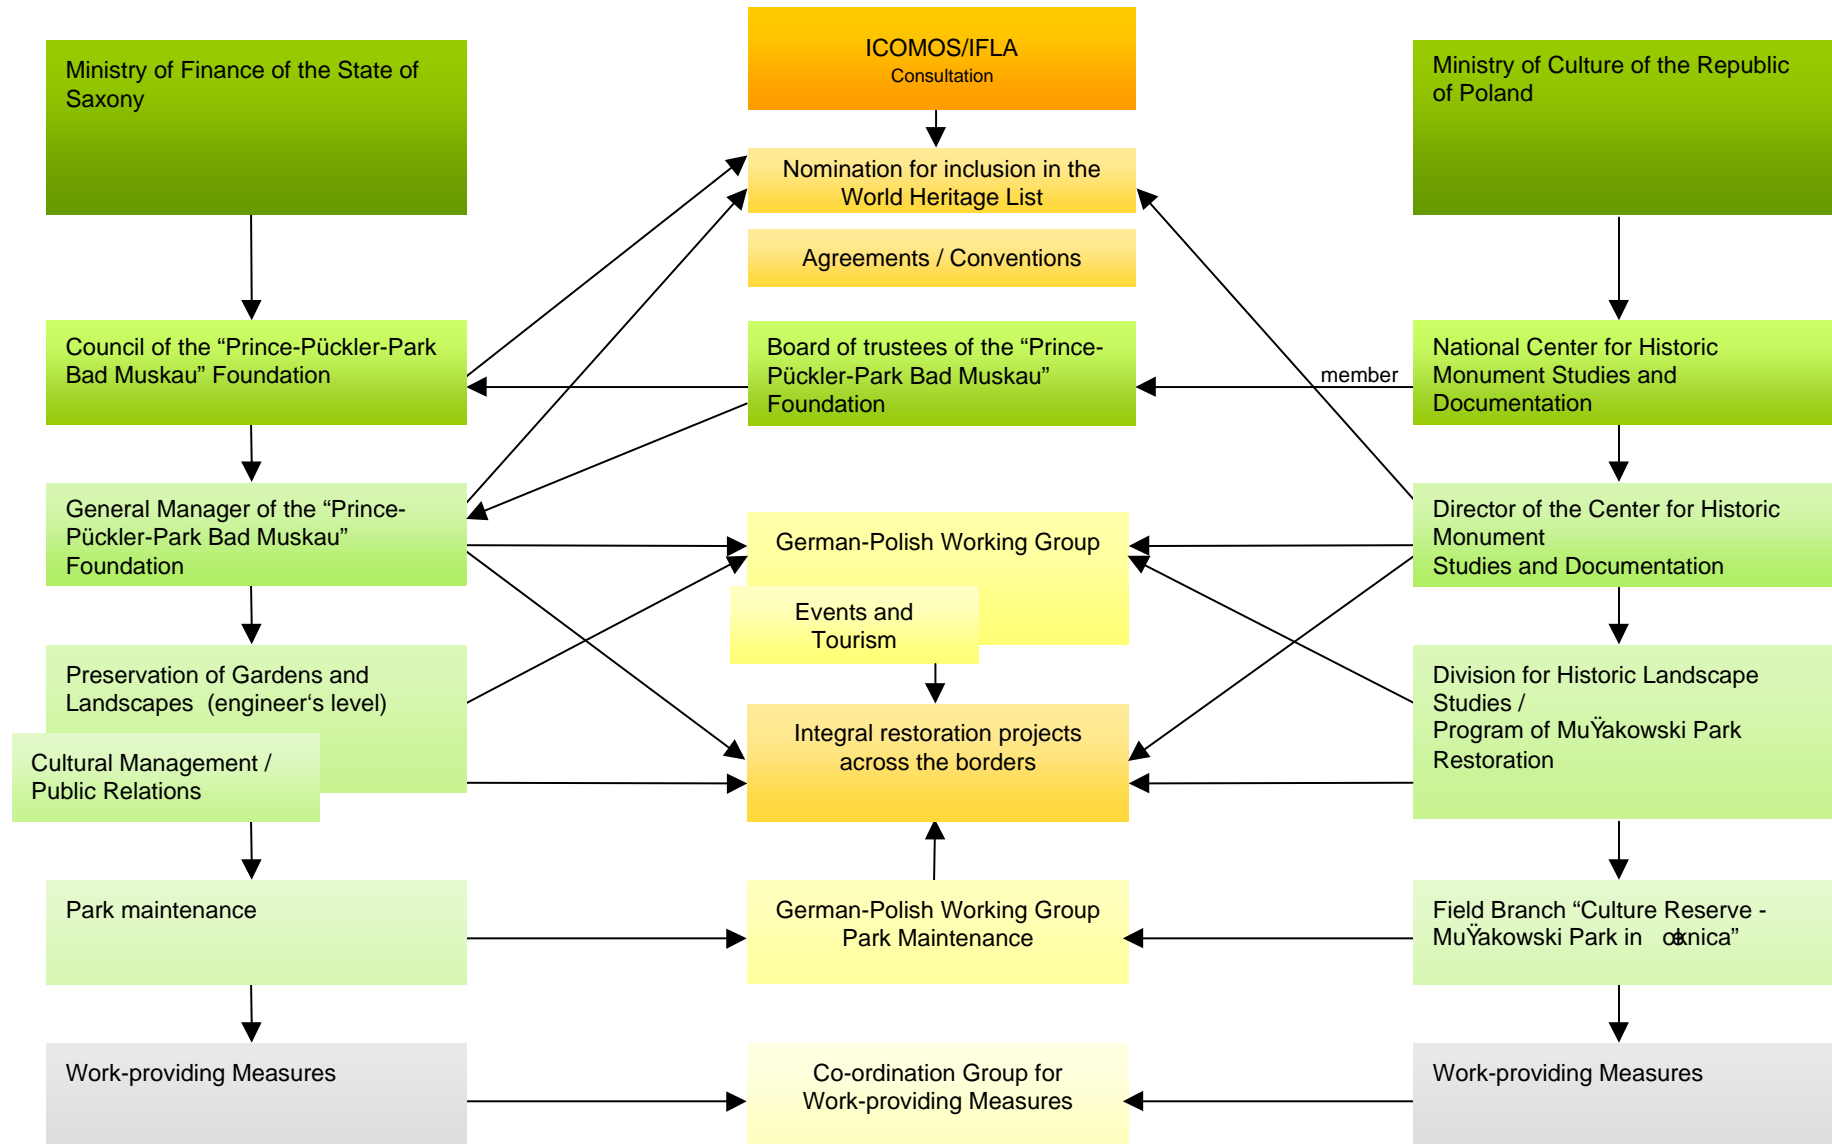 Ministry of Finance of the State of
Saxony
ICOMOS/IFLA
Consultation
Ministry of Culture of the Republic
of Poland
Nomination for inclusion in the
World Heritage List
Agreements / Conventions
Council of the “Prince-Pückler-Park
Bad Muskau” Foundation
Board of trustees of the “Prince-
Pückler-Park Bad Muskau”
Foundation
member
National Center for Historic
Monument Studies and
Documentation
General Manager of the “Prince-
Pückler-Park Bad Muskau”
Foundation
German-Polish Working Group
Director of the Center for Historic
Monument
Studies and Documentation
Events and
Tourism
Preservation of Gardens and
Landscapes (engineer‘s level)
Cultural Management /
Public Relations
Integral restoration projects
across the borders
Division for Historic Landscape
Studies /
Program of MuŸakowski Park
Restoration
Park maintenance
German-Polish Working Group
Park Maintenance
Field Branch “Culture Reserve -
MuŸakowski Park in
Work-providing Measures
Co-ordination Group for
Work-providing Measures
Work-providing Measures